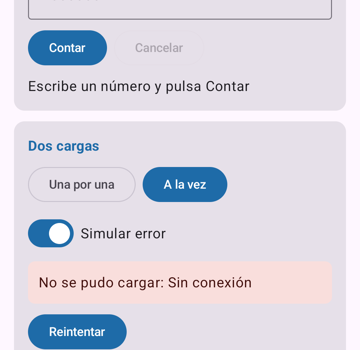 Contar
Cancelar
Escribe un número y pulsa Contar
Dos cargas
Una por una
A la vez
Simular error
No se pudo cargar: Sin conexión
Reintentar